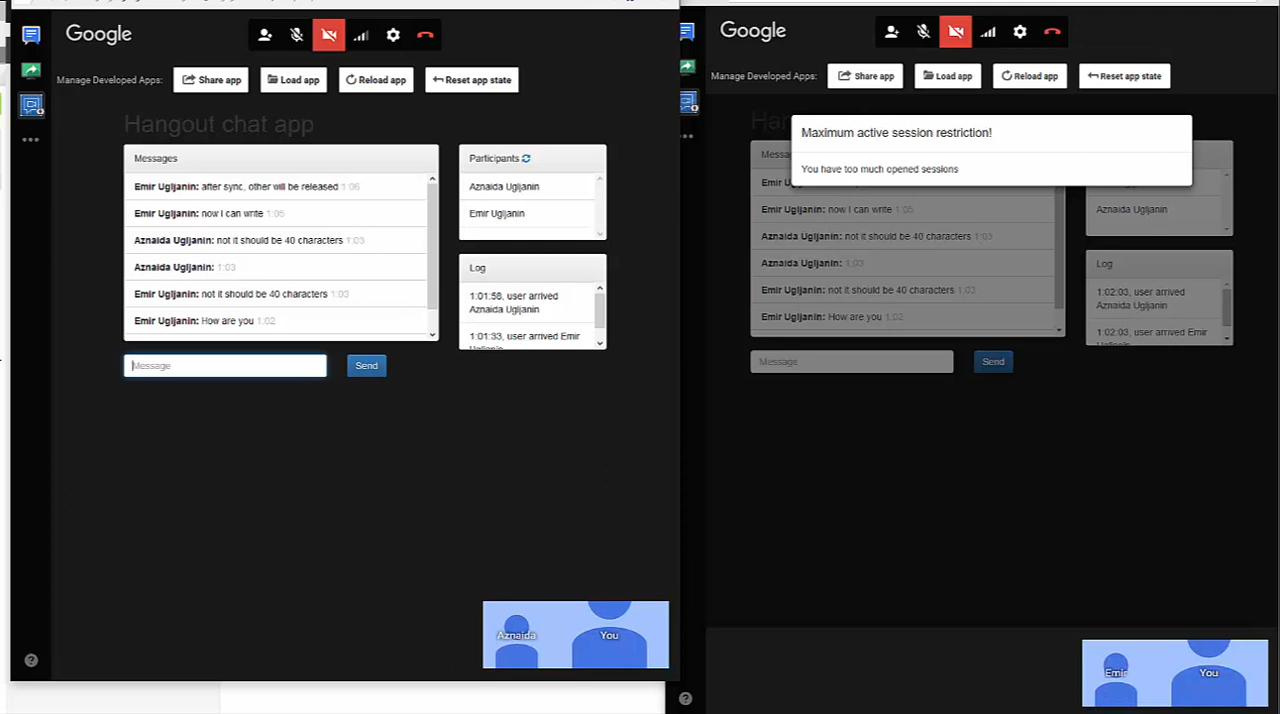 Google
Manage Developed Apps:
Share app
Load app
Reload app
Reset app state
Hangout chat app
Messages
Emir Ugljanin: after sync, other will be released 1:06
Emir Ugljanin: now I can write 1:05
Aznaida Ugljanin: not it should be 40 characters 1:03
Aznaida Ugljanin: 1:03
Emir Ugljanin: not it should be 40 characters 1:03
Emir Ugljanin: How are you 1:02
Message
Send
Participants
Aznaida Ugljanin
Emir Ugljanin
Log
1:01:58, user arrived
Aznaida Ugljanin
1:01:33, user arrived Emir
Ugljanin
Aznaida
You
Google
Manage Developed Apps:
Share app
Load app
Reload app
Reset app state
Maximum active session restriction!
You have too much opened sessions
Emir Ugljanin: now I can write 1:05
Aznaida Ugljanin: not it should be 40 characters 1:03
Aznaida Ugljanin: 1:03
Emir Ugljanin: not it should be 40 characters 1:03
Emir Ugljanin: How are you 1:02
Message
Send
Aznaida Ugljanin
Log
1:02:03, user arrived
Aznaida Ugljanin
1:02:03, user arrived Emir
Ugljanin
Emir
You